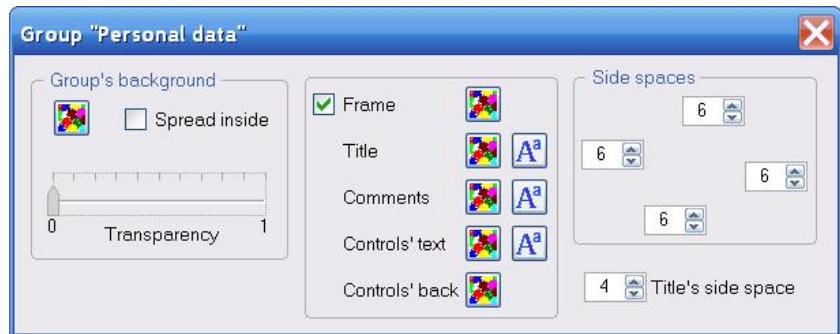 Group "Personal data"
Group's background
Spread inside
0
Transparency
1
Frame
Title
Aa
Comments
Aa
Controls' text
Aa
Controls' back
Side spaces
6
6
6
6
4 Title's side space